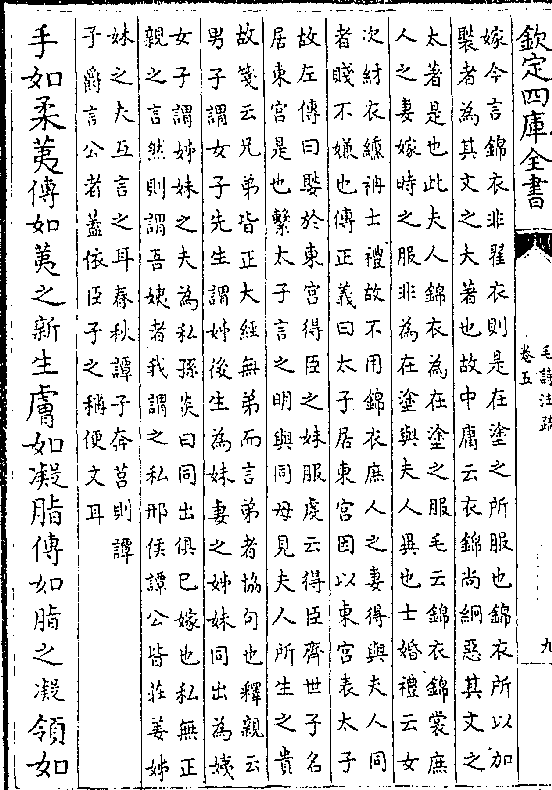 欽定四庫全書
毛詩注疏
卷五
九
嫁今言錦衣非翟衣則是在塗之所服也錦衣所以加
褧者為其文之大著也故中庸云衣錦尚絅惡其文之
太著是也此夫人錦衣為在塗之服毛云錦衣錦裳庶
人之妻嫁時之服非為在塗與夫人異也士婚禮云女
次紂衣纁袡士禮故不用錦衣庶人之妻得與夫人同
者賤不嫌也傳正義曰太子居東宮因以東宮表太子
故左傳曰娶於東宮得臣之妹服虔云得臣齊世子名
居東宮是也繫太子言之明與同母見夫人所生之貴
故箋云兄弟皆正大經無弟而言弟者協句也釋親云
男子謂女子先生謂姊後生為妹妻之姊妹同出為姨
女子謂姊妹之夫為私孫炎曰同出俱已嫁也私無正
親之言然則謂吾姨者我謂之私邢侯譚公皆莊姜姊
妹之夫互言之耳春秋譚子奔莒則譚
子爵言公者蓋依臣子之稱便文耳
手如柔荑傳如荑之新生膚如凝脂傳如脂之凝領如